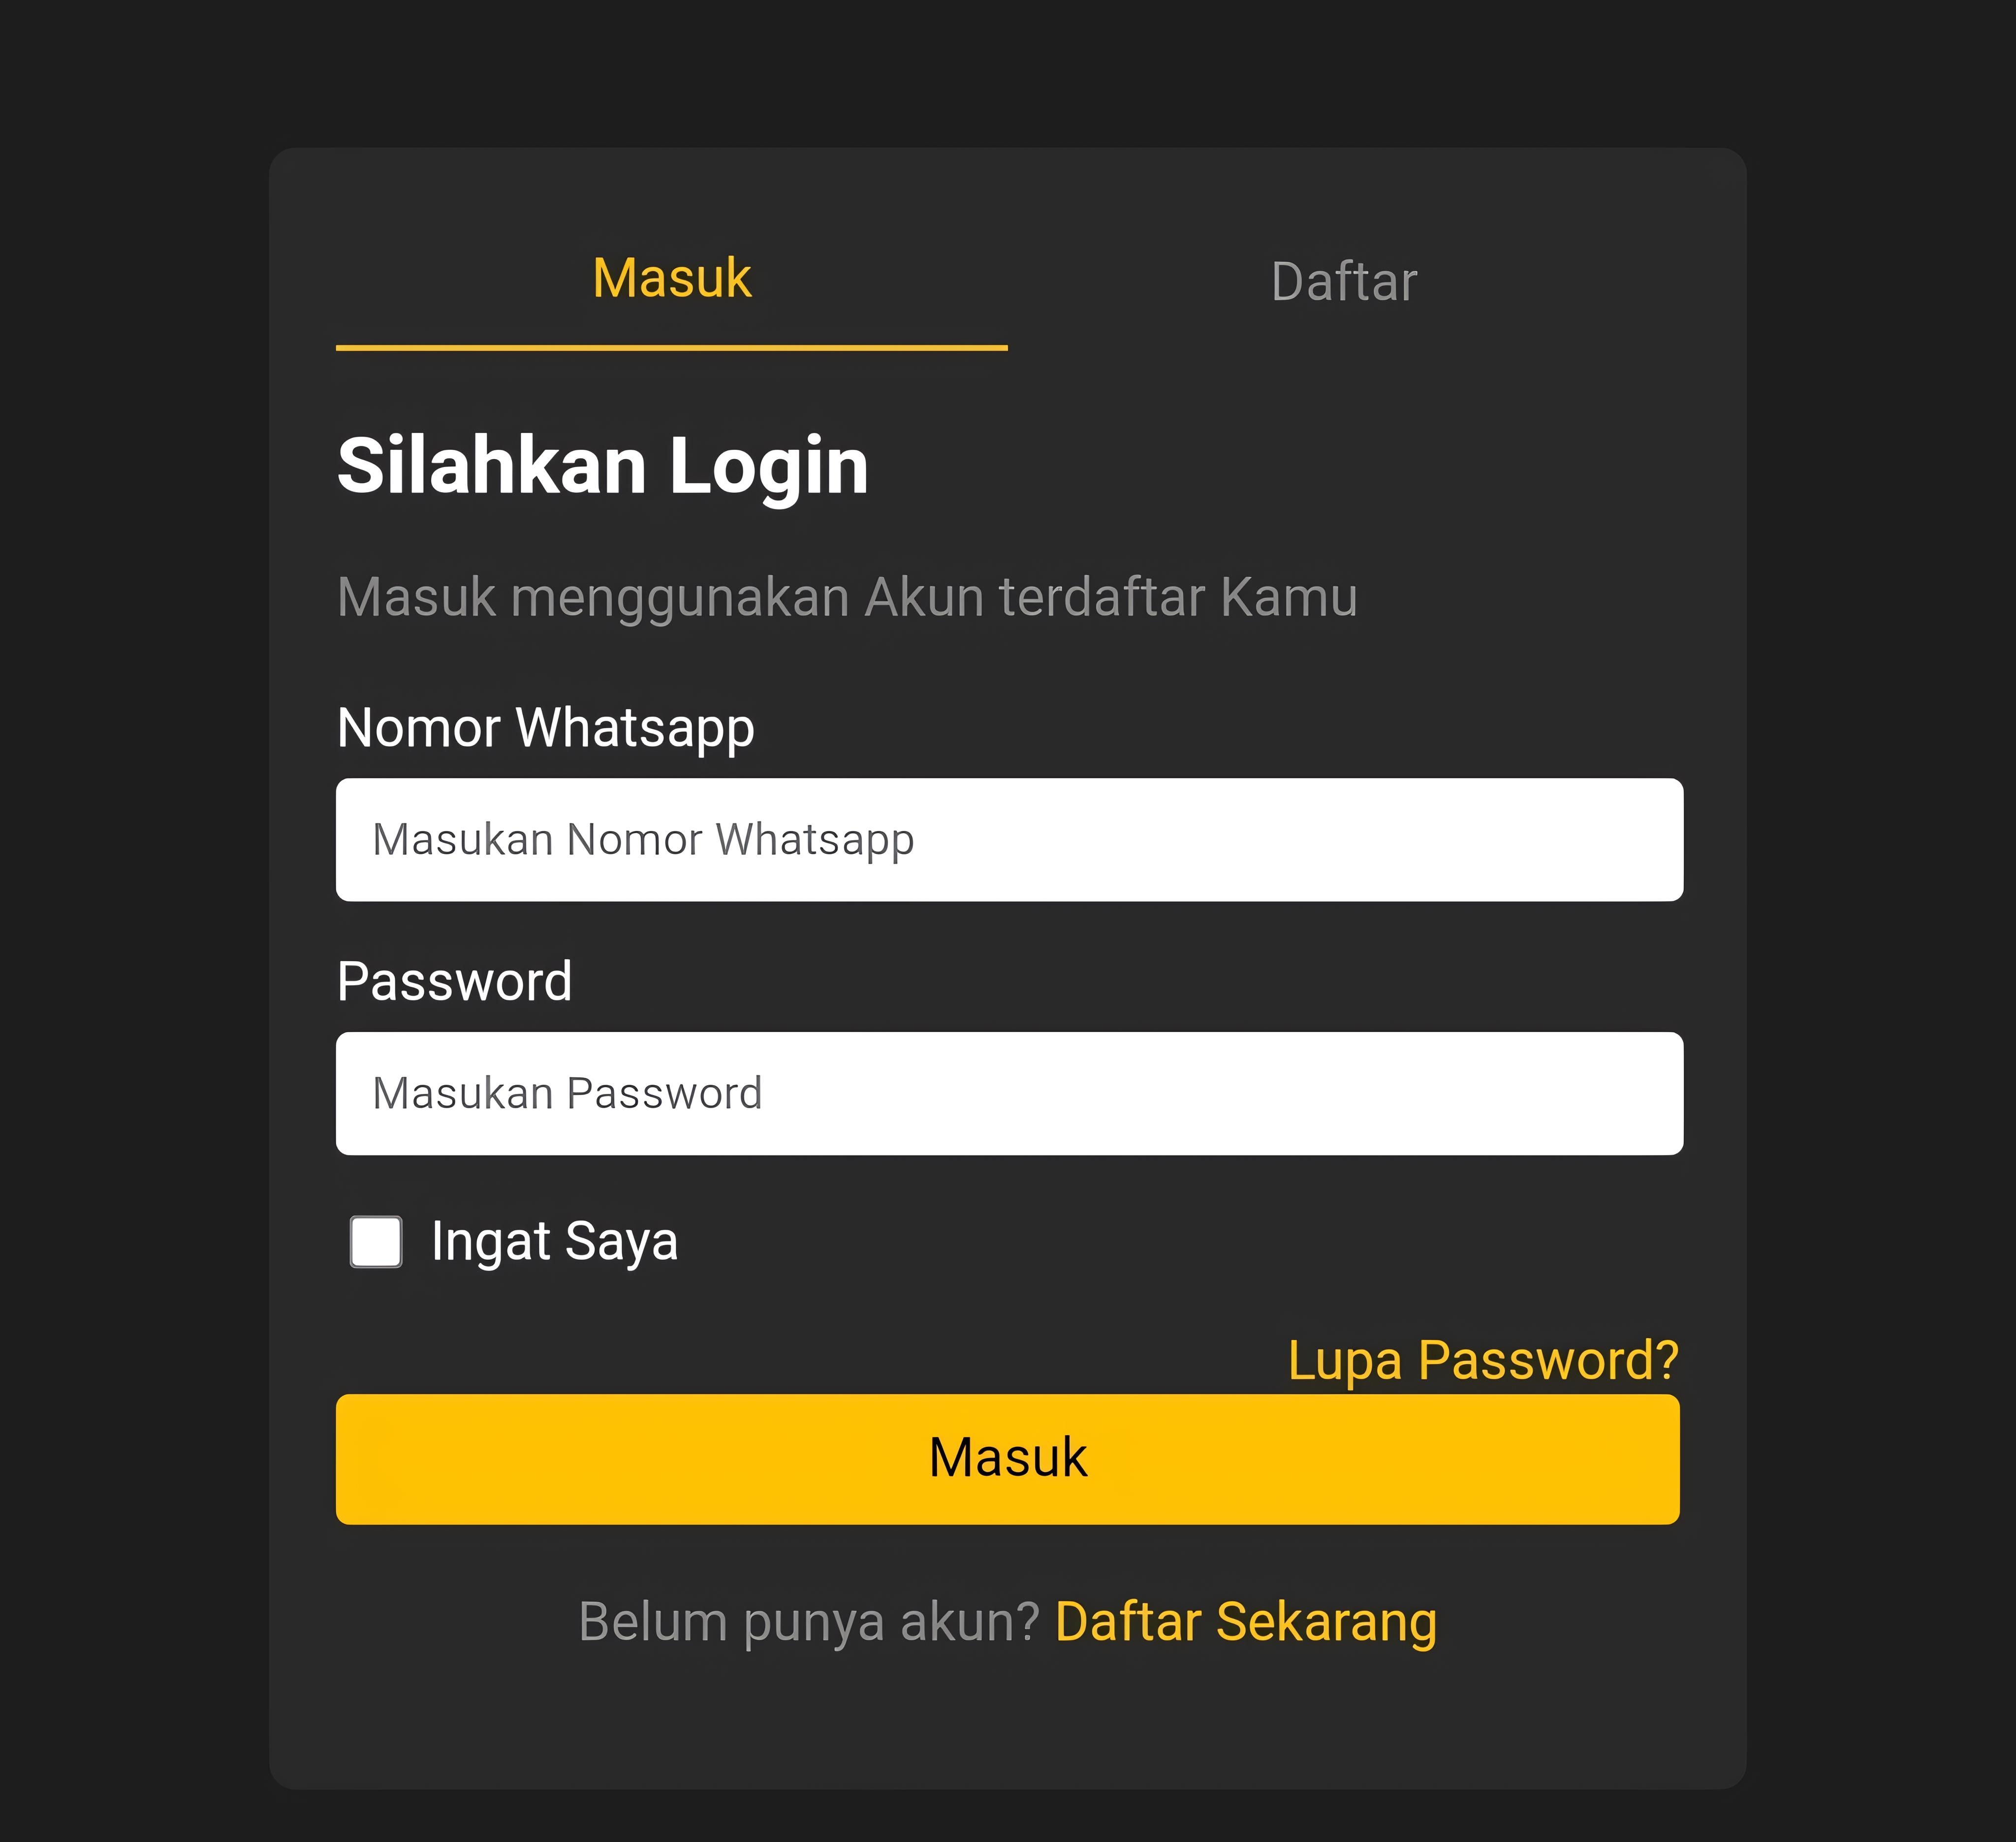 Masuk
Daftar
Silahkan Login
Masuk menggunakan Akun terdaftar Kamu
Nomor Whatsapp
Masukan Nomor Whatsapp
Password
Masukan Password
Ingat Saya
Lupa Password?
Masuk
Belum punya akun? Daftar Sekarang